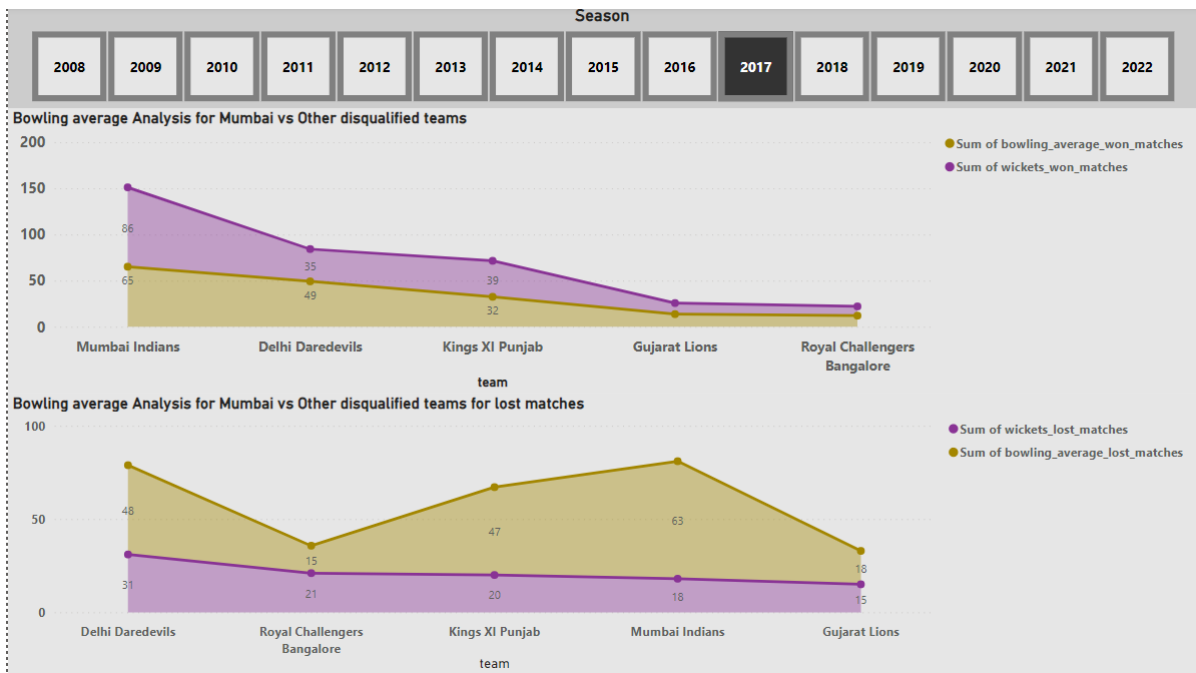 Season
2008 2009 2010 2011 2012 2013 2014 2015 2016 2017 2018 2019 2020 2021 2022
Bowling average Analysis for Mumbai vs Other disqualified teams
200
150
100
50
0
86
65
35
49
39
32
Mumbai Indians
Delhi Daredevils
Kings XI Punjab
Gujarat Lions
Royal Challengers
Bangalore
team
Sum of bowling_average_won_matches
Sum of wickets_won_matches
Bowling average Analysis for Mumbai vs Other disqualified teams for lost matches
100
50
0
48
31
15
21
47
20
63
18
18
15
Delhi Daredevils
Royal Challengers
Bangalore
Kings XI Punjab
Mumbai Indians
Gujarat Lions
team
Sum of wickets_lost_matches
Sum of bowling_average_lost_matches